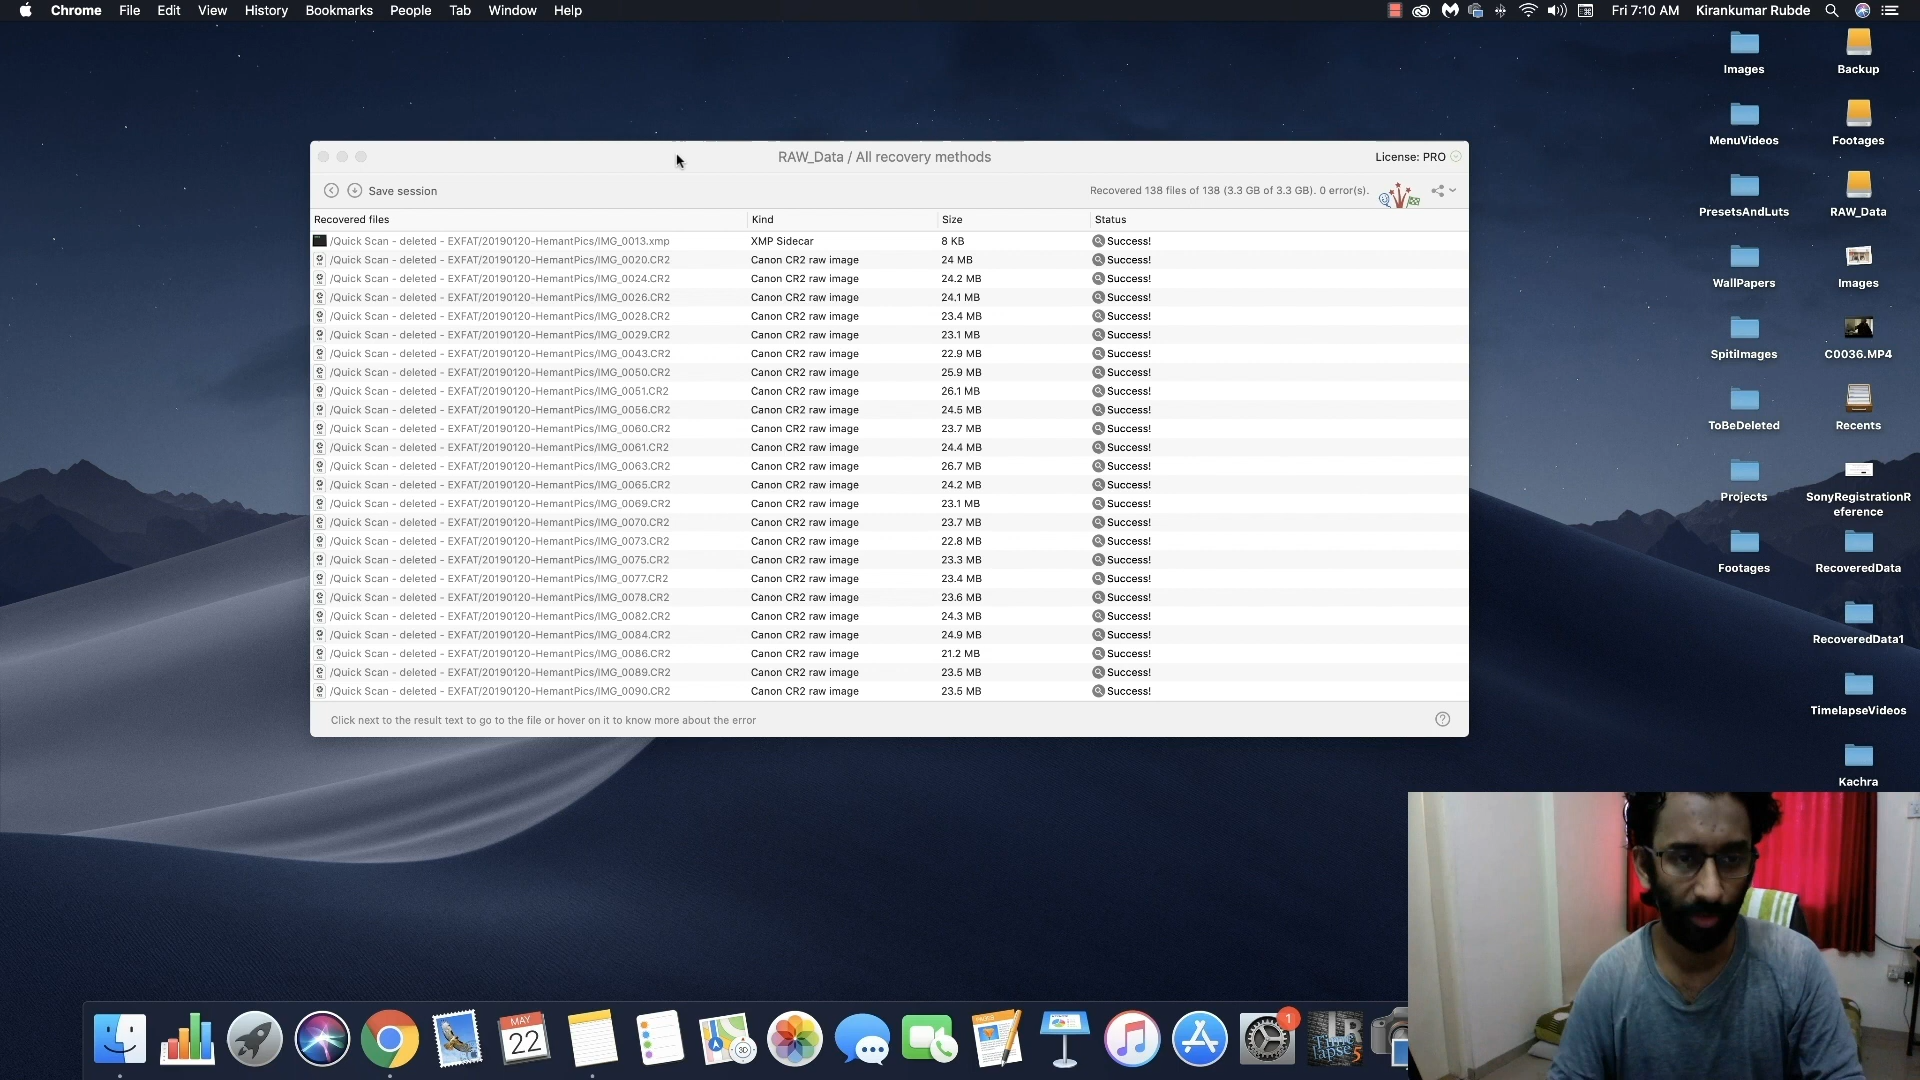 Chrome File Edit View History Bookmarks People Tab Window Help
Fri 7:10 AM Kirankumar Rubde
RAW_Data / All recovery methods
License: PRO
Save session
Recovered 138 files of 138 (3.3 GB of 3.3 GB). 0 error(s).
Recovered files Kind Size Status
/Quick Scan - deleted - EXFAT/20190120-HemantPics/IMG_0013.xmp XMP Sidecar 8 KB Success!
/Quick Scan - deleted - EXFAT/20190120-HemantPics/IMG_0020.CR2 Canon CR2 raw image 24 MB Success!
/Quick Scan - deleted - EXFAT/20190120-HemantPics/IMG_0024.CR2 Canon CR2 raw image 24.2 MB Success!
/Quick Scan - deleted - EXFAT/20190120-HemantPics/IMG_0026.CR2 Canon CR2 raw image 24.1 MB Success!
/Quick Scan - deleted - EXFAT/20190120-HemantPics/IMG_0028.CR2 Canon CR2 raw image 23.4 MB Success!
/Quick Scan - deleted - EXFAT/20190120-HemantPics/IMG_0029.CR2 Canon CR2 raw image 23.1 MB Success!
/Quick Scan - deleted - EXFAT/20190120-HemantPics/IMG_0043.CR2 Canon CR2 raw image 22.9 MB Success!
/Quick Scan - deleted - EXFAT/20190120-HemantPics/IMG_0050.CR2 Canon CR2 raw image 25.9 MB Success!
/Quick Scan - deleted - EXFAT/20190120-HemantPics/IMG_0051.CR2 Canon CR2 raw image 26.1 MB Success!
/Quick Scan - deleted - EXFAT/20190120-HemantPics/IMG_0056.CR2 Canon CR2 raw image 24.5 MB Success!
/Quick Scan - deleted - EXFAT/20190120-HemantPics/IMG_0060.CR2 Canon CR2 raw image 23.7 MB Success!
/Quick Scan - deleted - EXFAT/20190120-HemantPics/IMG_0061.CR2 Canon CR2 raw image 24.4 MB Success!
/Quick Scan - deleted - EXFAT/20190120-HemantPics/IMG_0063.CR2 Canon CR2 raw image 26.7 MB Success!
/Quick Scan - deleted - EXFAT/20190120-HemantPics/IMG_0065.CR2 Canon CR2 raw image 24.2 MB Success!
/Quick Scan - deleted - EXFAT/20190120-HemantPics/IMG_0069.CR2 Canon CR2 raw image 23.1 MB Success!
/Quick Scan - deleted - EXFAT/20190120-HemantPics/IMG_0070.CR2 Canon CR2 raw image 23.7 MB Success!
/Quick Scan - deleted - EXFAT/20190120-HemantPics/IMG_0073.CR2 Canon CR2 raw image 22.8 MB Success!
/Quick Scan - deleted - EXFAT/20190120-HemantPics/IMG_0075.CR2 Canon CR2 raw image 23.3 MB Success!
/Quick Scan - deleted - EXFAT/20190120-HemantPics/IMG_0077.CR2 Canon CR2 raw image 23.4 MB Success!
/Quick Scan - deleted - EXFAT/20190120-HemantPics/IMG_0078.CR2 Canon CR2 raw image 23.6 MB Success!
/Quick Scan - deleted - EXFAT/20190120-HemantPics/IMG_0082.CR2 Canon CR2 raw image 24.3 MB Success!
/Quick Scan - deleted - EXFAT/20190120-HemantPics/IMG_0084.CR2 Canon CR2 raw image 24.9 MB Success!
/Quick Scan - deleted - EXFAT/20190120-HemantPics/IMG_0086.CR2 Canon CR2 raw image 21.2 MB Success!
/Quick Scan - deleted - EXFAT/20190120-HemantPics/IMG_0089.CR2 Canon CR2 raw image 23.5 MB Success!
/Quick Scan - deleted - EXFAT/20190120-HemantPics/IMG_0090.CR2 Canon CR2 raw image 23.5 MB Success!
Click next to the result text to go to the file or hover on it to know more about the error
?
Images Backup
MenuVideos Footages
PresetsAndLuts RAW_Data
WallPapers Images
SpitiImages C0036.MP4
ToBeDeleted Recents
Projects SonyRegistrationR
eference
Footages RecoveredData
RecoveredData1
TimelapseVideos
Kachra
MAY
22
3D
1
LR
Time
lapse5